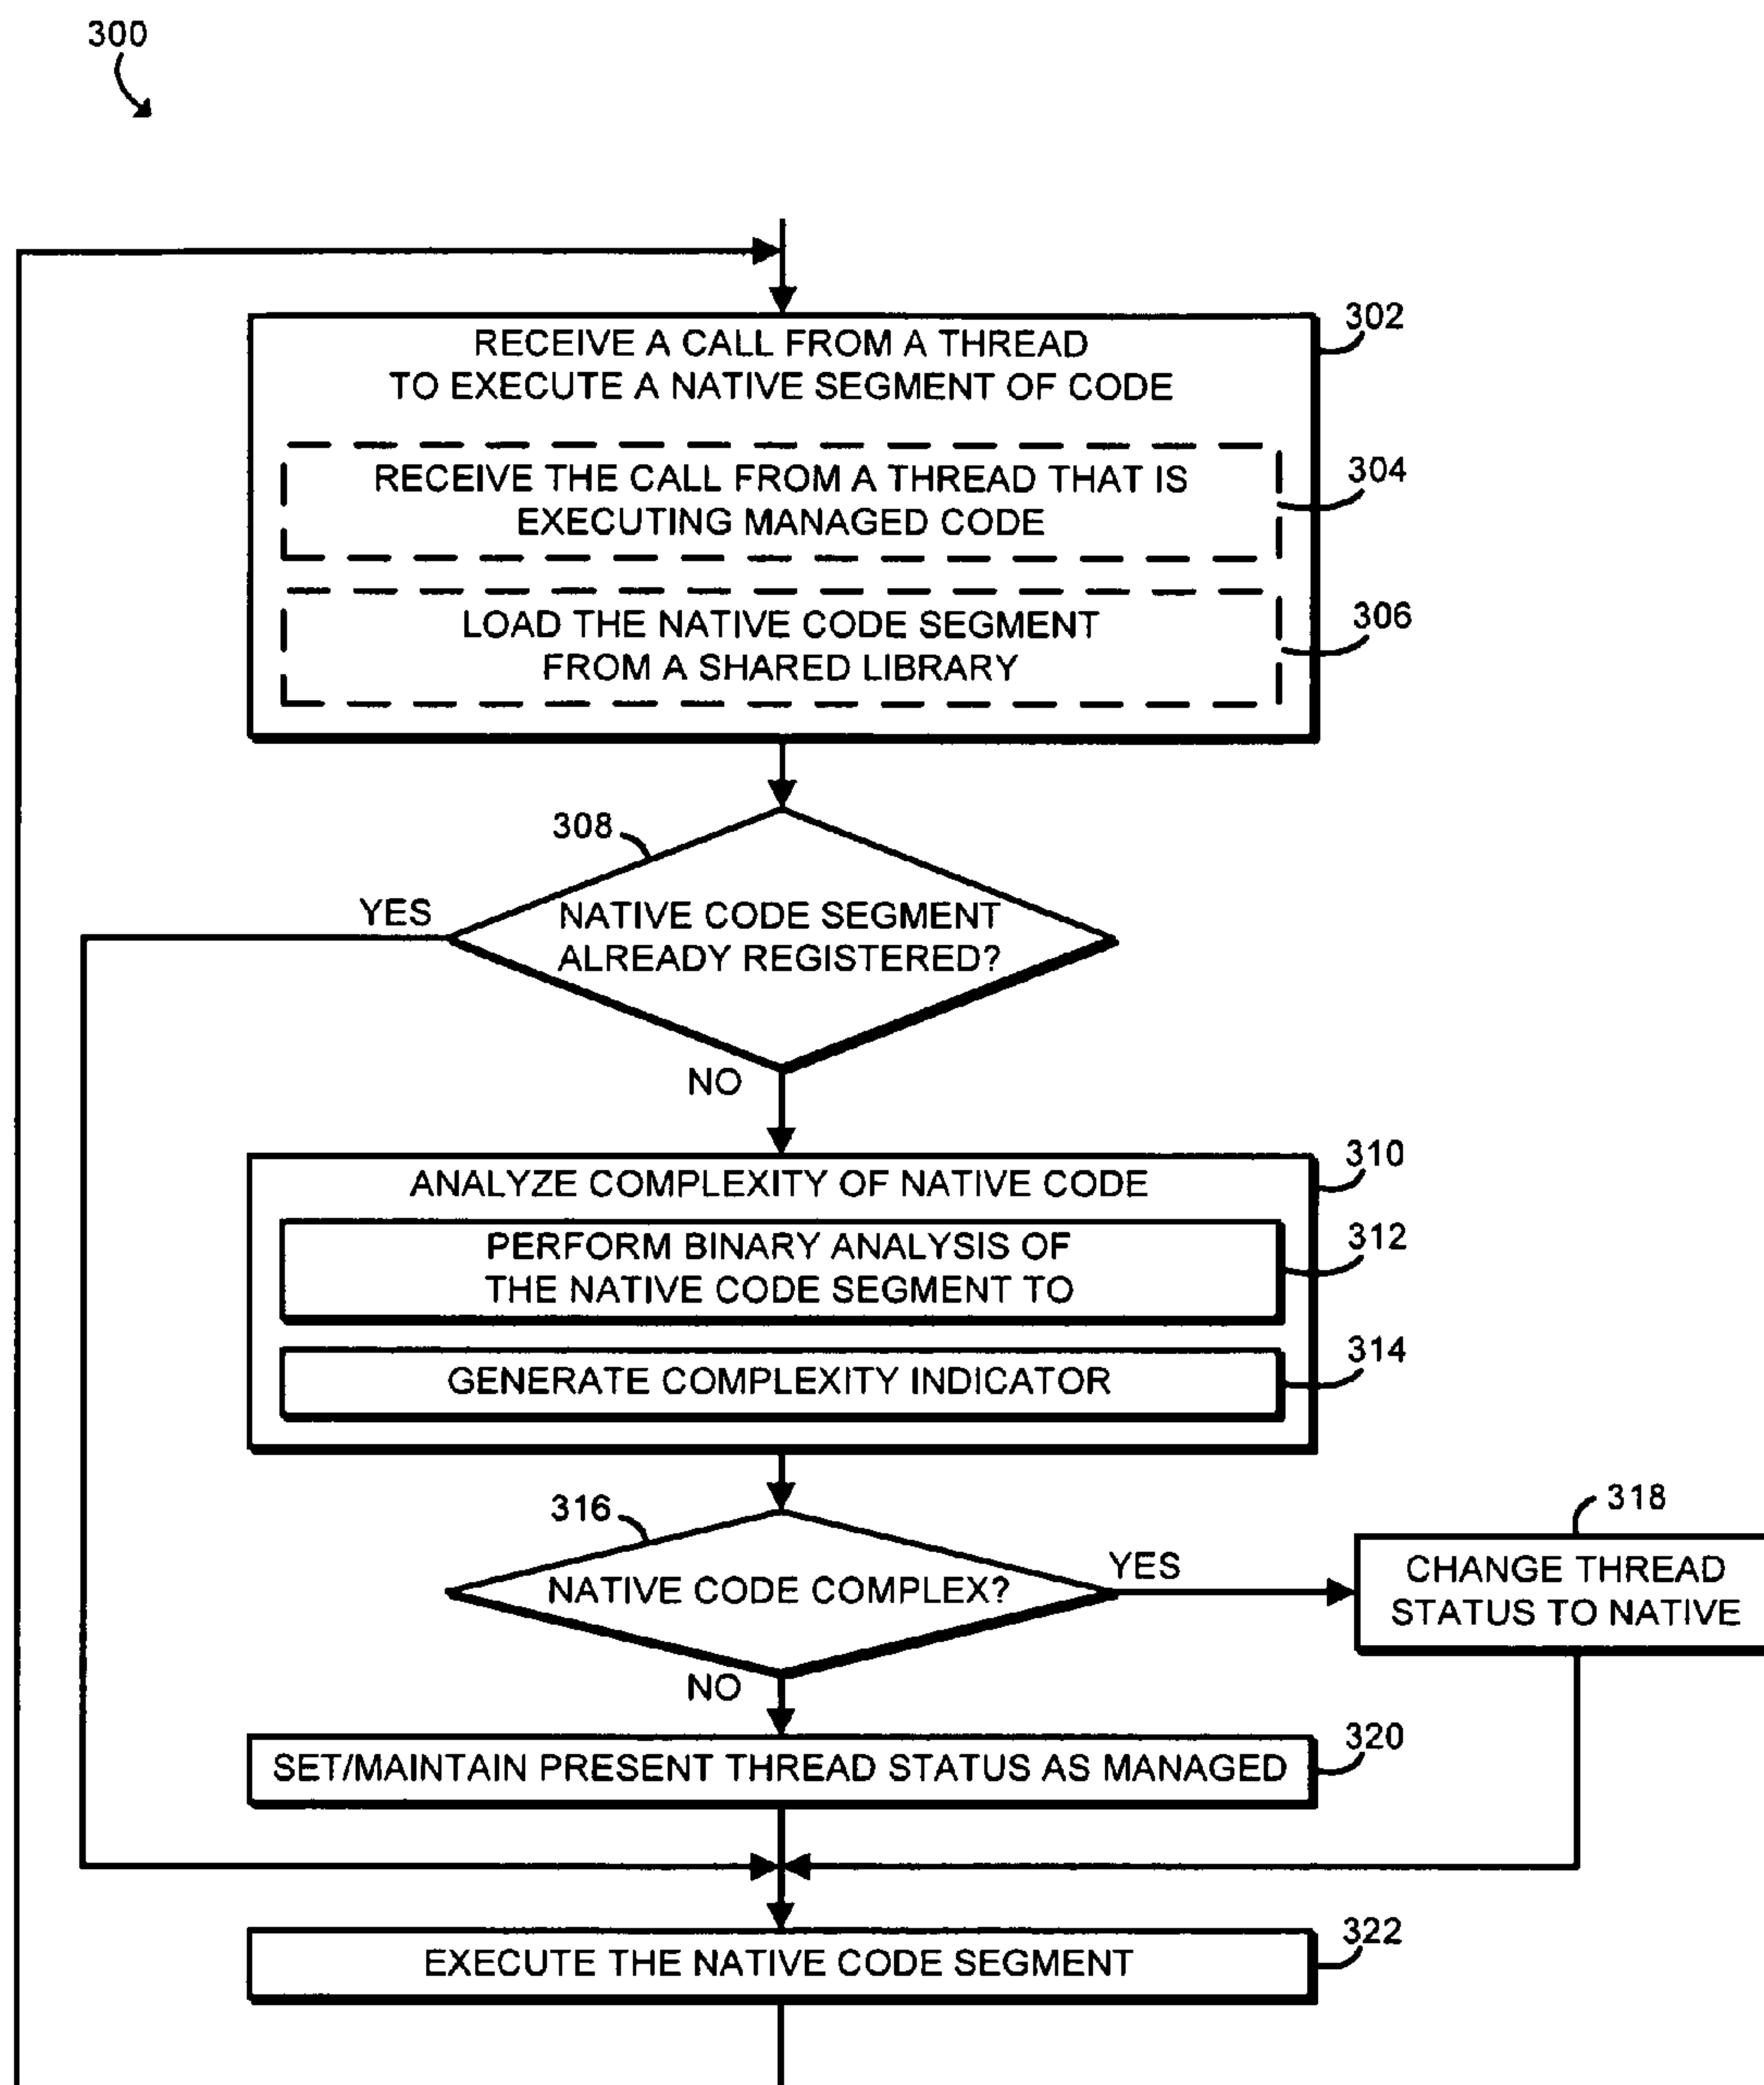 300
RECEIVE A CALL FROM A THREAD
TO EXECUTE A NATIVE SEGMENT OF CODE
302
RECEIVE THE CALL FROM A THREAD THAT IS
EXECUTING MANAGED CODE
304
LOAD THE NATIVE CODE SEGMENT
FROM A SHARED LIBRARY
306
308
YES
NATIVE CODE SEGMENT
ALREADY REGISTERED?
NO
ANALYZE COMPLEXITY OF NATIVE CODE
310
PERFORM BINARY ANALYSIS OF
THE NATIVE CODE SEGMENT TO
312
GENERATE COMPLEXITY INDICATOR
314
316
NATIVE CODE COMPLEX?
YES
318
CHANGE THREAD
STATUS TO NATIVE
NO
SET/MAINTAIN PRESENT THREAD STATUS AS MANAGED
320
EXECUTE THE NATIVE CODE SEGMENT
322